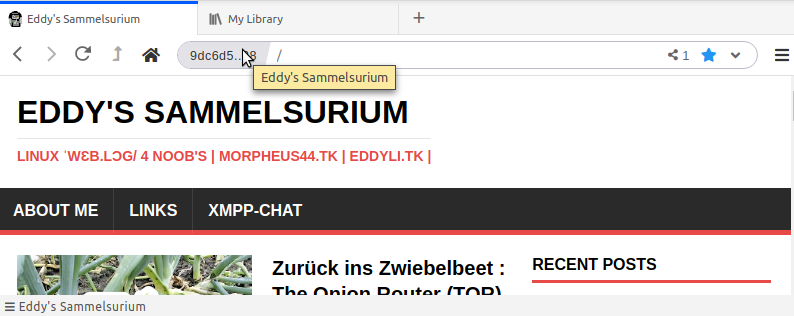 Eddy's Sammelsurium
My Library
9dc6d5...8 /
1
Eddy's Sammelsurium
EDDY'S SAMMELSURIUM
LINUX ˈWƐB.LƆG/ 4 NOOB'S | MORPHEUS44.TK | EDDYLI.TK |
ABOUT ME LINKS XMPP-CHAT
Zurück ins Zwiebelbeet :
The Onion Router (TOR)
RECENT POSTS
Eddy's Sammelsurium